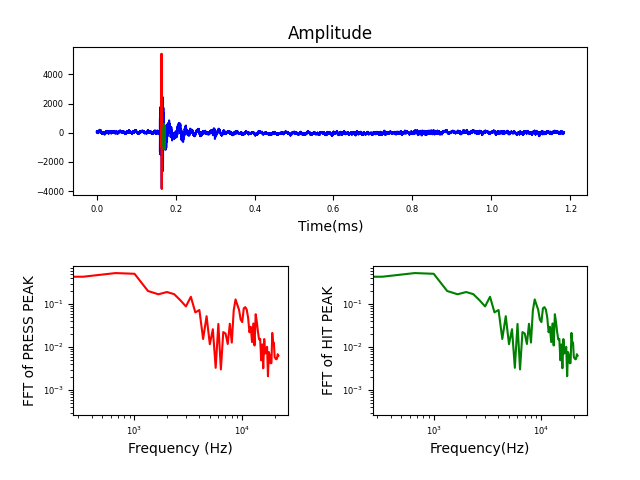 Amplitude
4000
2000
0
−2000
−4000
0.0 0.2 0.4 0.6 0.8 1.0 1.2
Time(ms)
FFT of PRESS PEAK
10⁻¹
10⁻²
10⁻³
10³ 10⁴
Frequency (Hz)
FFT of HIT PEAK
10⁻¹
10⁻²
10⁻³
10³ 10⁴
Frequency(Hz)